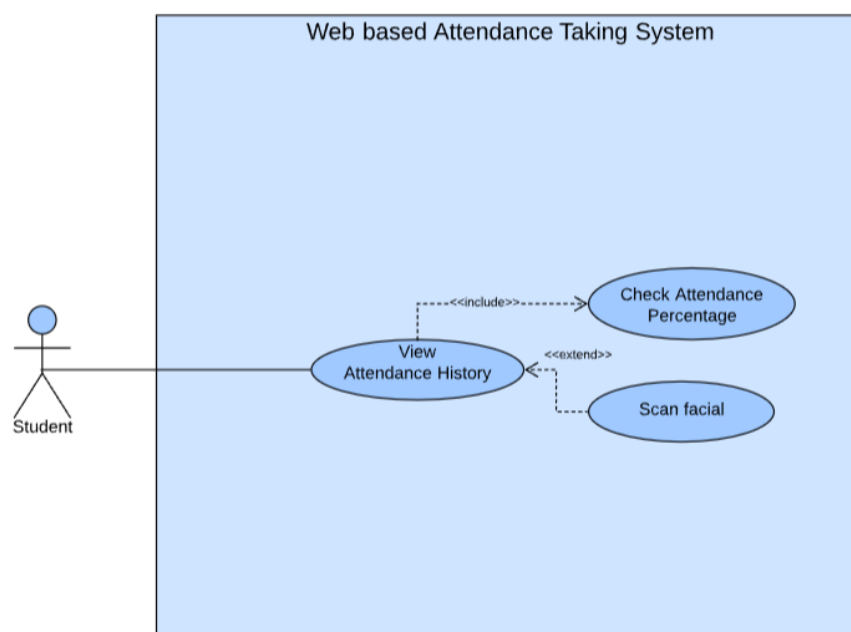 Web based Attendance Taking System
<<include>>
Check Attendance
Percentage
View
Attendance History
<<extend>>
Scan facial
Student